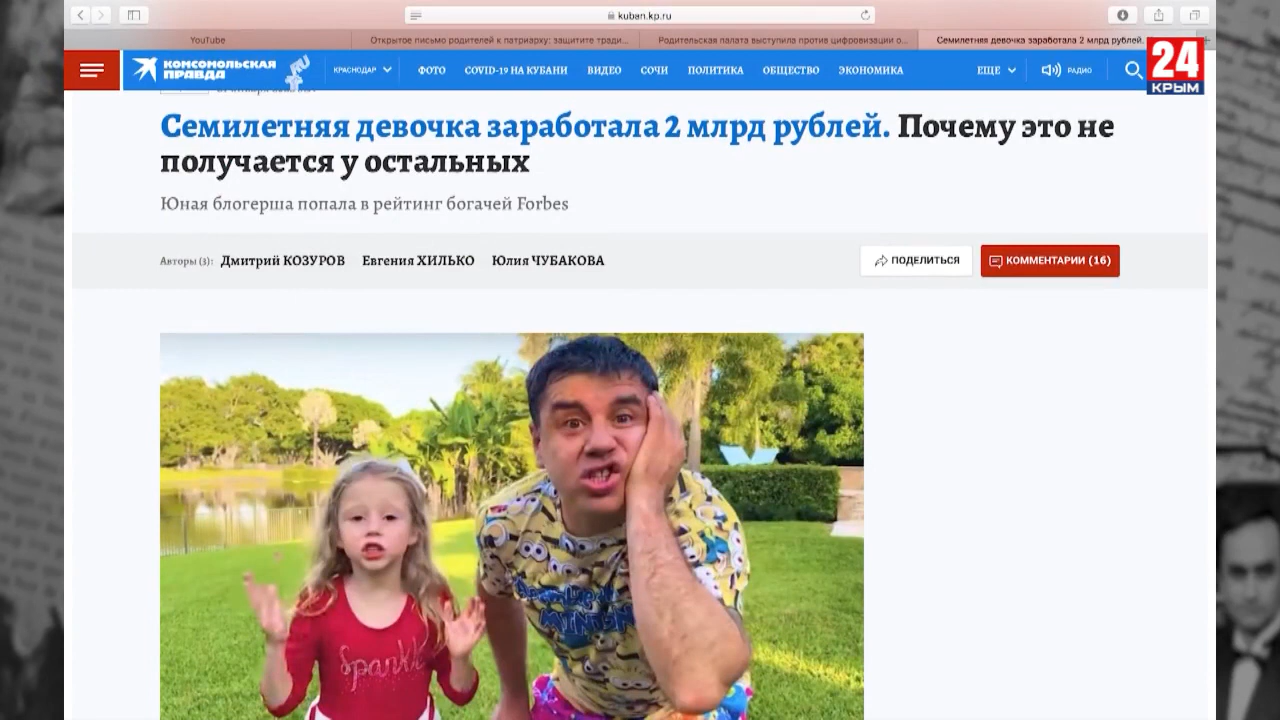 kuban.kp.ru
YouTube
Открытое письмо родителей к патриарху: защитите тради...
Родительская палата выступила против цифровизации о...
Семилетняя девочка заработала 2 млрд рублей.
КОМСОМОЛЬСКАЯ
ПРАВДА
КРАСНОДАР
ФОТО
COVID-19 НА КУБАНИ
ВИДЕО
СОЧИ
ПОЛИТИКА
ОБЩЕСТВО
ЭКОНОМИКА
ЕЩЕ
РАДИО
24
КРЫМ
Семилетняя девочка заработала 2 млрд рублей. Почему это не
получается у остальных
Юная блогерша попала в рейтинг богачей Forbes
Авторы (3): Дмитрий КОЗУРОВ Евгения ХИЛЬКО Юлия ЧУБАКОВА
ПОДЕЛИТЬСЯ
КОММЕНТАРИИ (16)